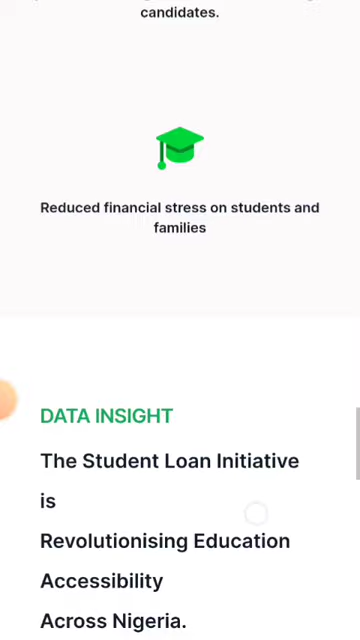 candidates.
Reduced financial stress on students and
families
DATA INSIGHT
The Student Loan Initiative
is
Revolutionising Education
Accessibility
Across Nigeria.